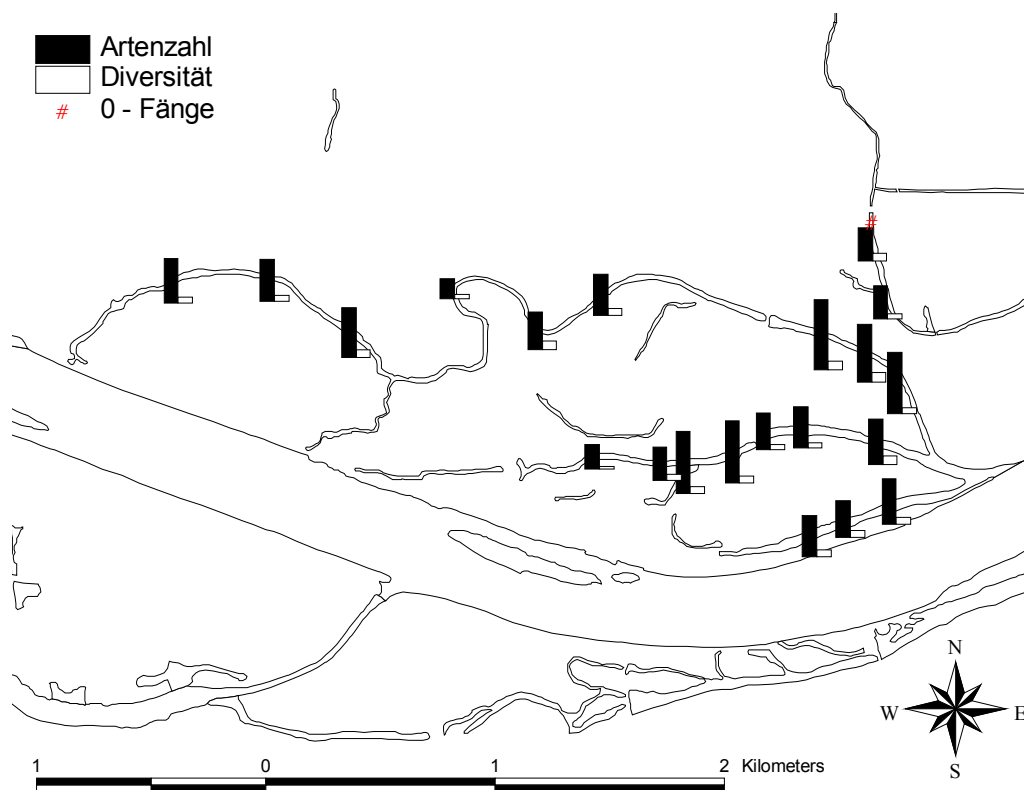 Artenzahl
Diversität
# 0 - Fänge
#
N
W E
S
1 0 1 2 Kilometers